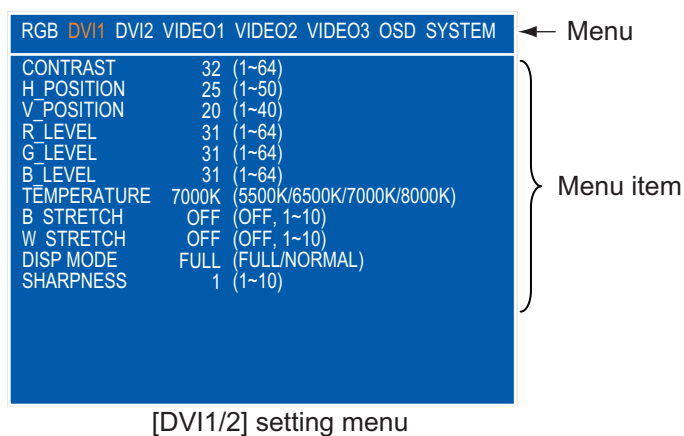 RGB DVI1 DVI2 VIDEO1 VIDEO2 VIDEO3 OSD SYSTEM
Menu
CONTRAST 32 (1~64)
H_POSITION 25 (1~50)
V_POSITION 20 (1~40)
R_LEVEL 31 (1~64)
G_LEVEL 31 (1~64)
B_LEVEL 31 (1~64)
TEMPERATURE 7000K (5500K/6500K/7000K/8000K)
B STRETCH OFF (OFF, 1~10)
W STRETCH OFF (OFF, 1~10)
DISP MODE FULL (FULL/NORMAL)
SHARPNESS 1 (1~10)
Menu item
[DVI1/2] setting menu